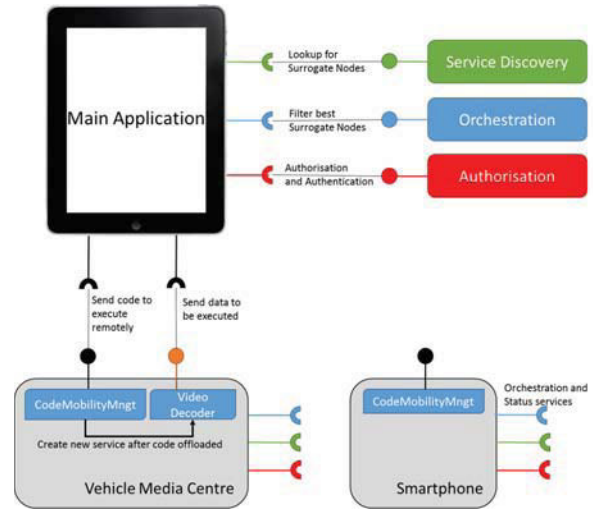 Lookup for
Surrogate Nodes
Service Discovery
Main Application
Filter best
Surrogate Nodes
Orchestration
Authorisation
and Authentication
Authorisation
Send code to
execute
remotely
Send data to
be executed
CodeMobilityMngt
Video
Decoder
Create new service after code offloaded
Vehicle Media Centre
CodeMobilityMngt
Orchestration and
Status services
Smartphone